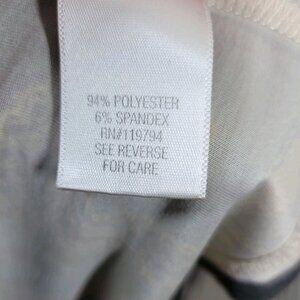 94% POLYESTER
6% SPANDEX
RN#119794
SEE REVERSE
FOR CARE